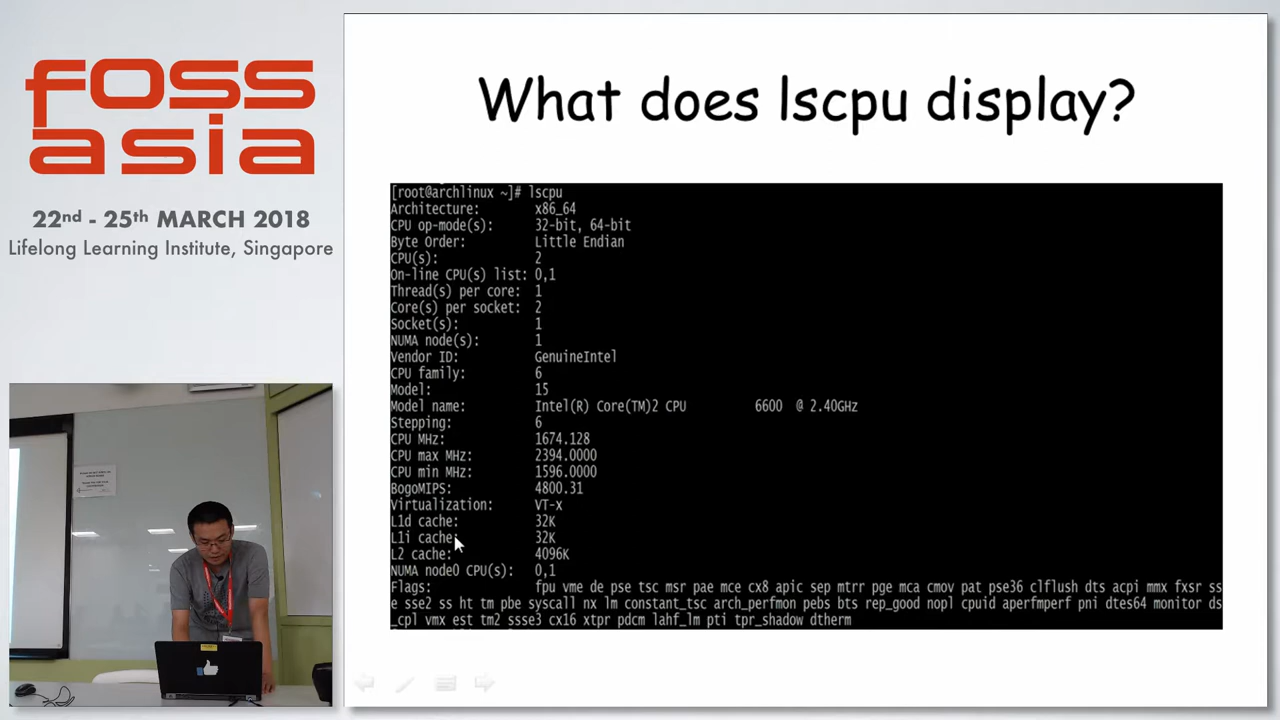 foss
asia
22nd - 25th MARCH 2018
Lifelong Learning Institute, Singapore
What does lscpu display?
[root@archlinux ~]# lscpu
Architecture: x86_64
CPU op-mode(s): 32-bit, 64-bit
Byte Order: Little Endian
CPU(s): 2
On-line CPU(s) list: 0,1
Thread(s) per core: 1
Core(s) per socket: 2
Socket(s): 1
NUMA node(s): 1
Vendor ID: GenuineIntel
CPU family: 6
Model: 15
Model name: Intel(R) Core(TM)2 CPU 6600 @ 2.40GHz
Stepping: 6
CPU MHz: 1674.128
CPU max MHz: 2394.0000
CPU min MHz: 1596.0000
BogoMIPS: 4800.31
Virtualization: VT-x
L1d cache: 32K
L1i cache: 32K
L2 cache: 4096K
NUMA node0 CPU(s): 0,1
Flags: fpu vme de pse tsc msr pae mce cx8 apic sep mtrr pge mca cmov pat pse36 clflush dts acpi mmx fxsr ss
e sse2 ss ht tm pbe syscall nx lm constant_tsc arch_perfmon pebs bts rep_good nopl cpuid aperfmperf pni dtes64 monitor ds
_cpl vmx est tm2 ssse3 cx16 xtpr pdcm lahf_lm pti tpr_shadow dtherm